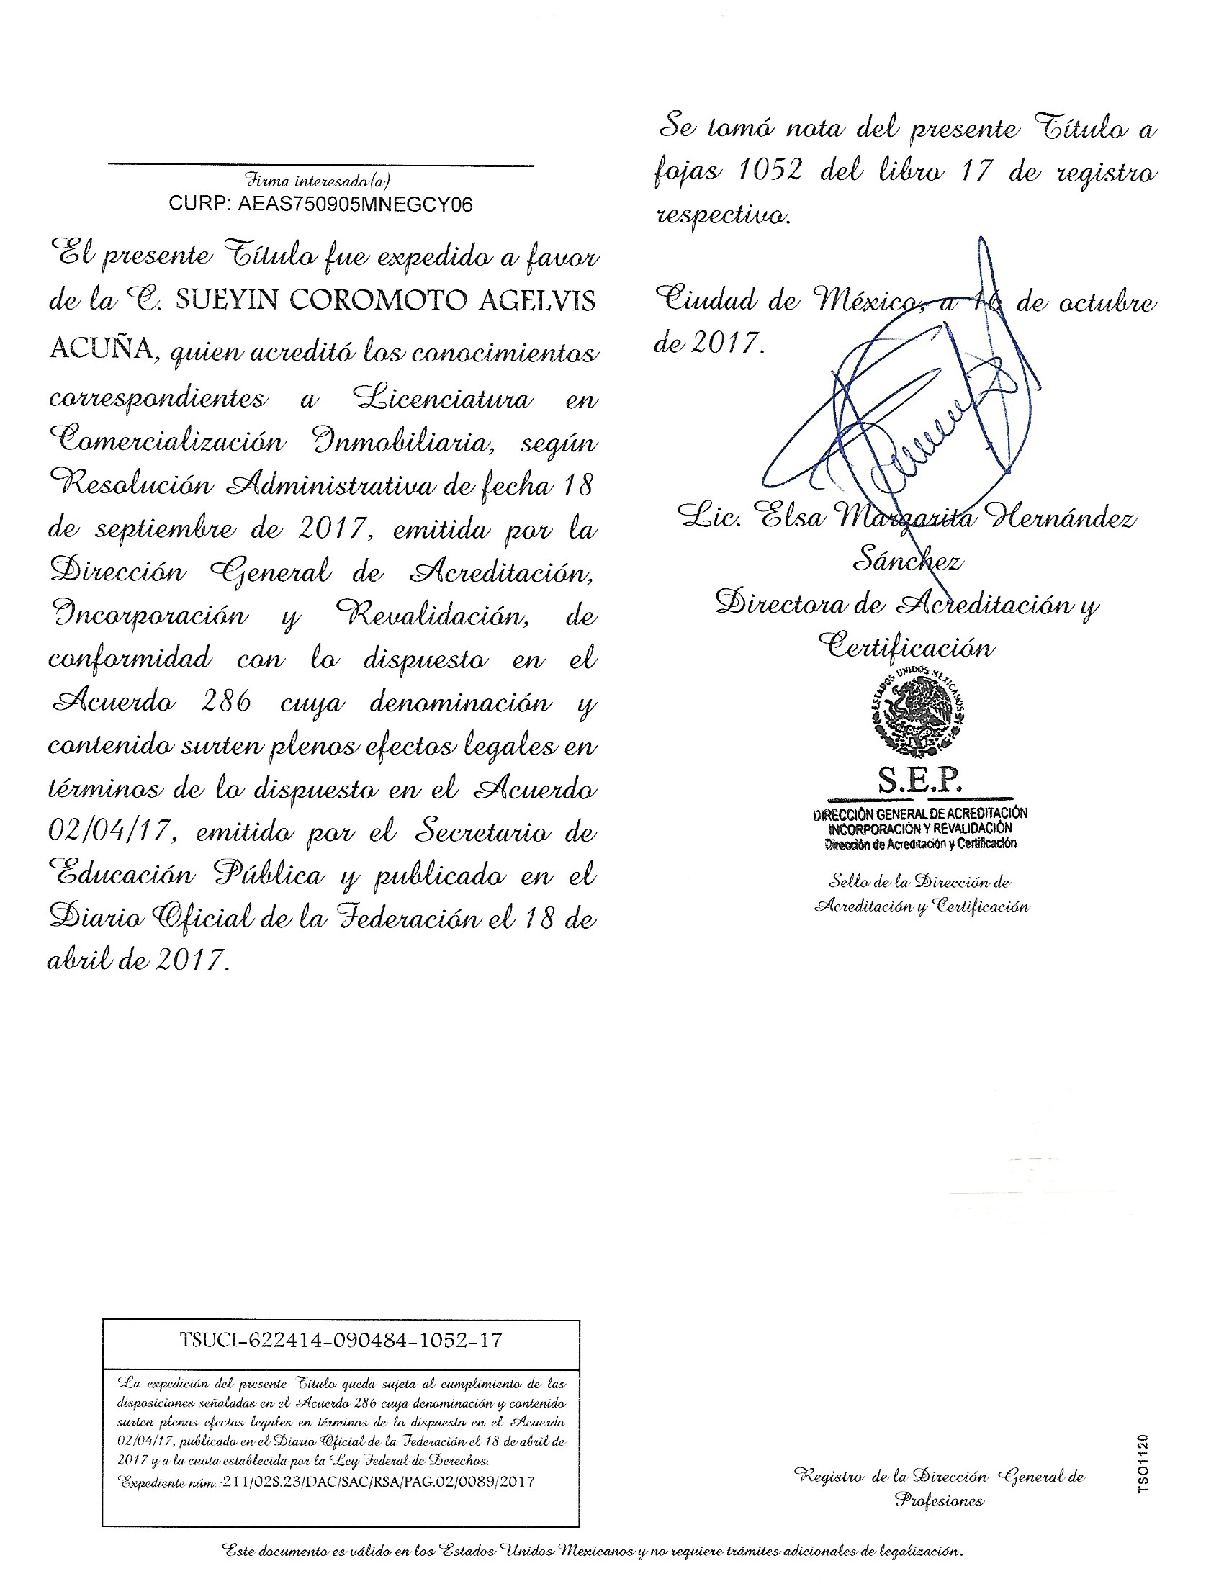 Firma interesado(a)
CURP: AEAS750905MNEGCY06
El presente Título fue expedido a favor
de la C. SUEYIN COROMOTO AGELVIS
ACUÑA, quien acreditó los conocimientos
correspondientes a Licenciatura en
Comercialización Inmobiliaria, según
Resolución Administrativa de fecha 18
de septiembre de 2017, emitida por la
Dirección General de Acreditación,
Incorporación y Revalidación, de
conformidad con lo dispuesto en el
Acuerdo 286 cuya denominación y
contenido surten plenos efectos legales en
términos de lo dispuesto en el Acuerdo
02/04/17, emitido por el Secretario de
Educación Pública y publicado en el
Diario Oficial de la Federación el 18 de
abril de 2017.
Se tomó nota del presente Título a
fojas 1052 del libro 17 de registro
respectivo.
Ciudad de México, a 16 de octubre
de 2017.
Lic. Elsa Margarita Hernández
Sánchez
Directora de Acreditación y
Certificación
ESTADOS UNIDOS MEXICANOS
S.E.P.
DIRECCIÓN GENERAL DE ACREDITACIÓN
INCORPORACIÓN Y REVALIDACIÓN
Dirección de Acreditación y Certificación
Sello de la Dirección de
Acreditación y Certificación
TSUCI-622414-090484-1052-17
La expedición del presente Título queda sujeta al cumplimiento de las
disposiciones señaladas en el Acuerdo 286 cuya denominación y contenido
surten plenos efectos legales en términos de lo dispuesto en el Acuerdo
02/04/17, publicado en el Diario Oficial de la Federación el 18 de abril de
2017 y a la cuota establecida por la Ley Federal de Derechos.
Expediente núm.:211/02S.23/DAC/SAC/RSA/PAG.02/0089/2017
Registro de la Dirección General de
Profesiones
TSO1120
Este documento es válido en los Estados Unidos Mexicanos y no requiere trámites adicionales de legalización.